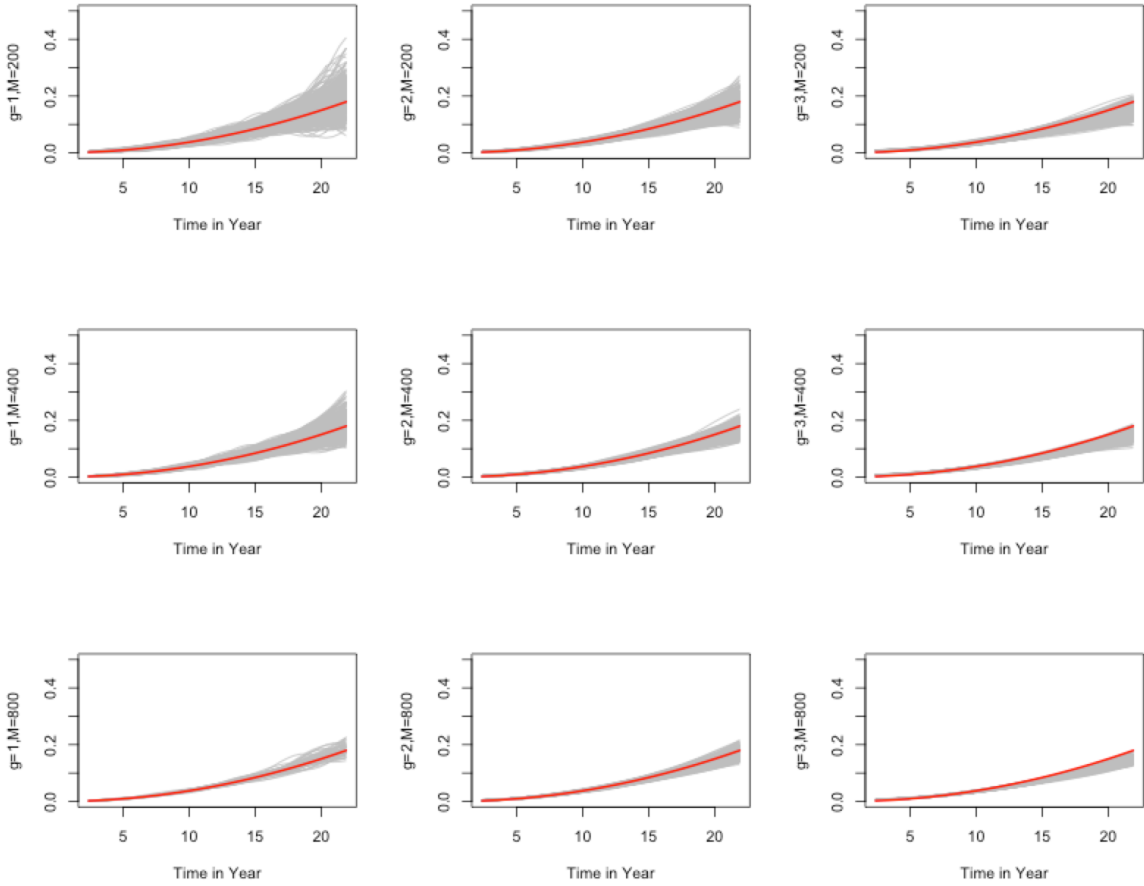 g=1,M=200
0.0 0.2 0.4
5 10 15 20
Time in Year
g=2,M=200
0.0 0.2 0.4
5 10 15 20
Time in Year
g=3,M=200
0.0 0.2 0.4
5 10 15 20
Time in Year
g=1,M=400
0.0 0.2 0.4
5 10 15 20
Time in Year
g=2,M=400
0.0 0.2 0.4
5 10 15 20
Time in Year
g=3,M=400
0.0 0.2 0.4
5 10 15 20
Time in Year
g=1,M=800
0.0 0.2 0.4
5 10 15 20
Time in Year
g=2,M=800
0.0 0.2 0.4
5 10 15 20
Time in Year
g=3,M=800
0.0 0.2 0.4
5 10 15 20
Time in Year